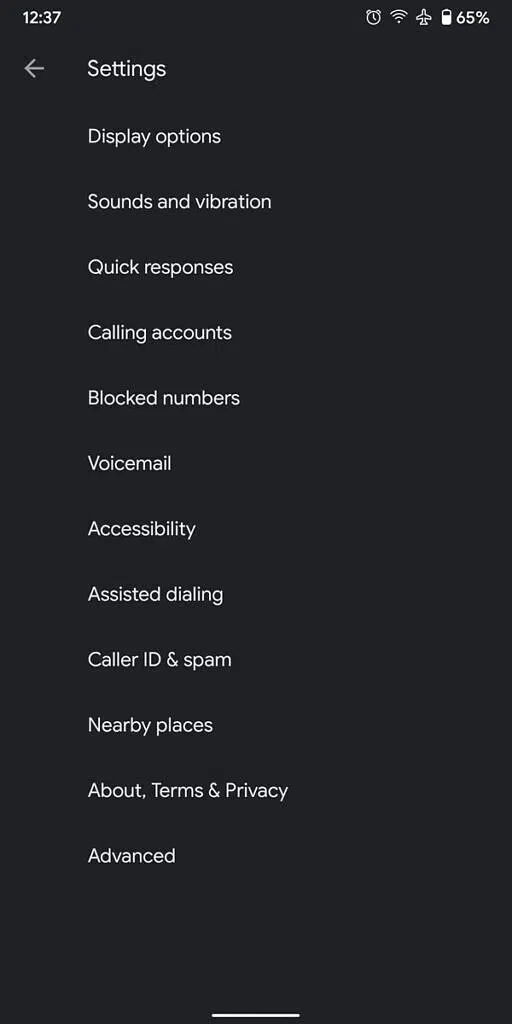 12:37 65%
Settings
Display options
Sounds and vibration
Quick responses
Calling accounts
Blocked numbers
Voicemail
Accessibility
Assisted dialing
Caller ID & spam
Nearby places
About, Terms & Privacy
Advanced